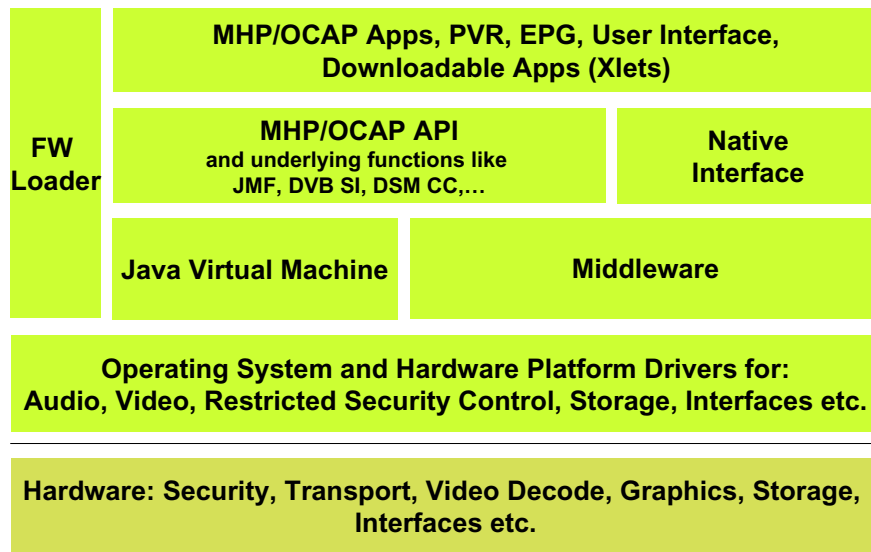 MHP/OCAP Apps, PVR, EPG, User Interface,
Downloadable Apps (Xlets)
FW
Loader
MHP/OCAP API
and underlying functions like
JMF, DVB SI, DSM CC,...
Native
Interface
Java Virtual Machine
Middleware
Operating System and Hardware Platform Drivers for:
Audio, Video, Restricted Security Control, Storage, Interfaces etc.
Hardware: Security, Transport, Video Decode, Graphics, Storage,
Interfaces etc.